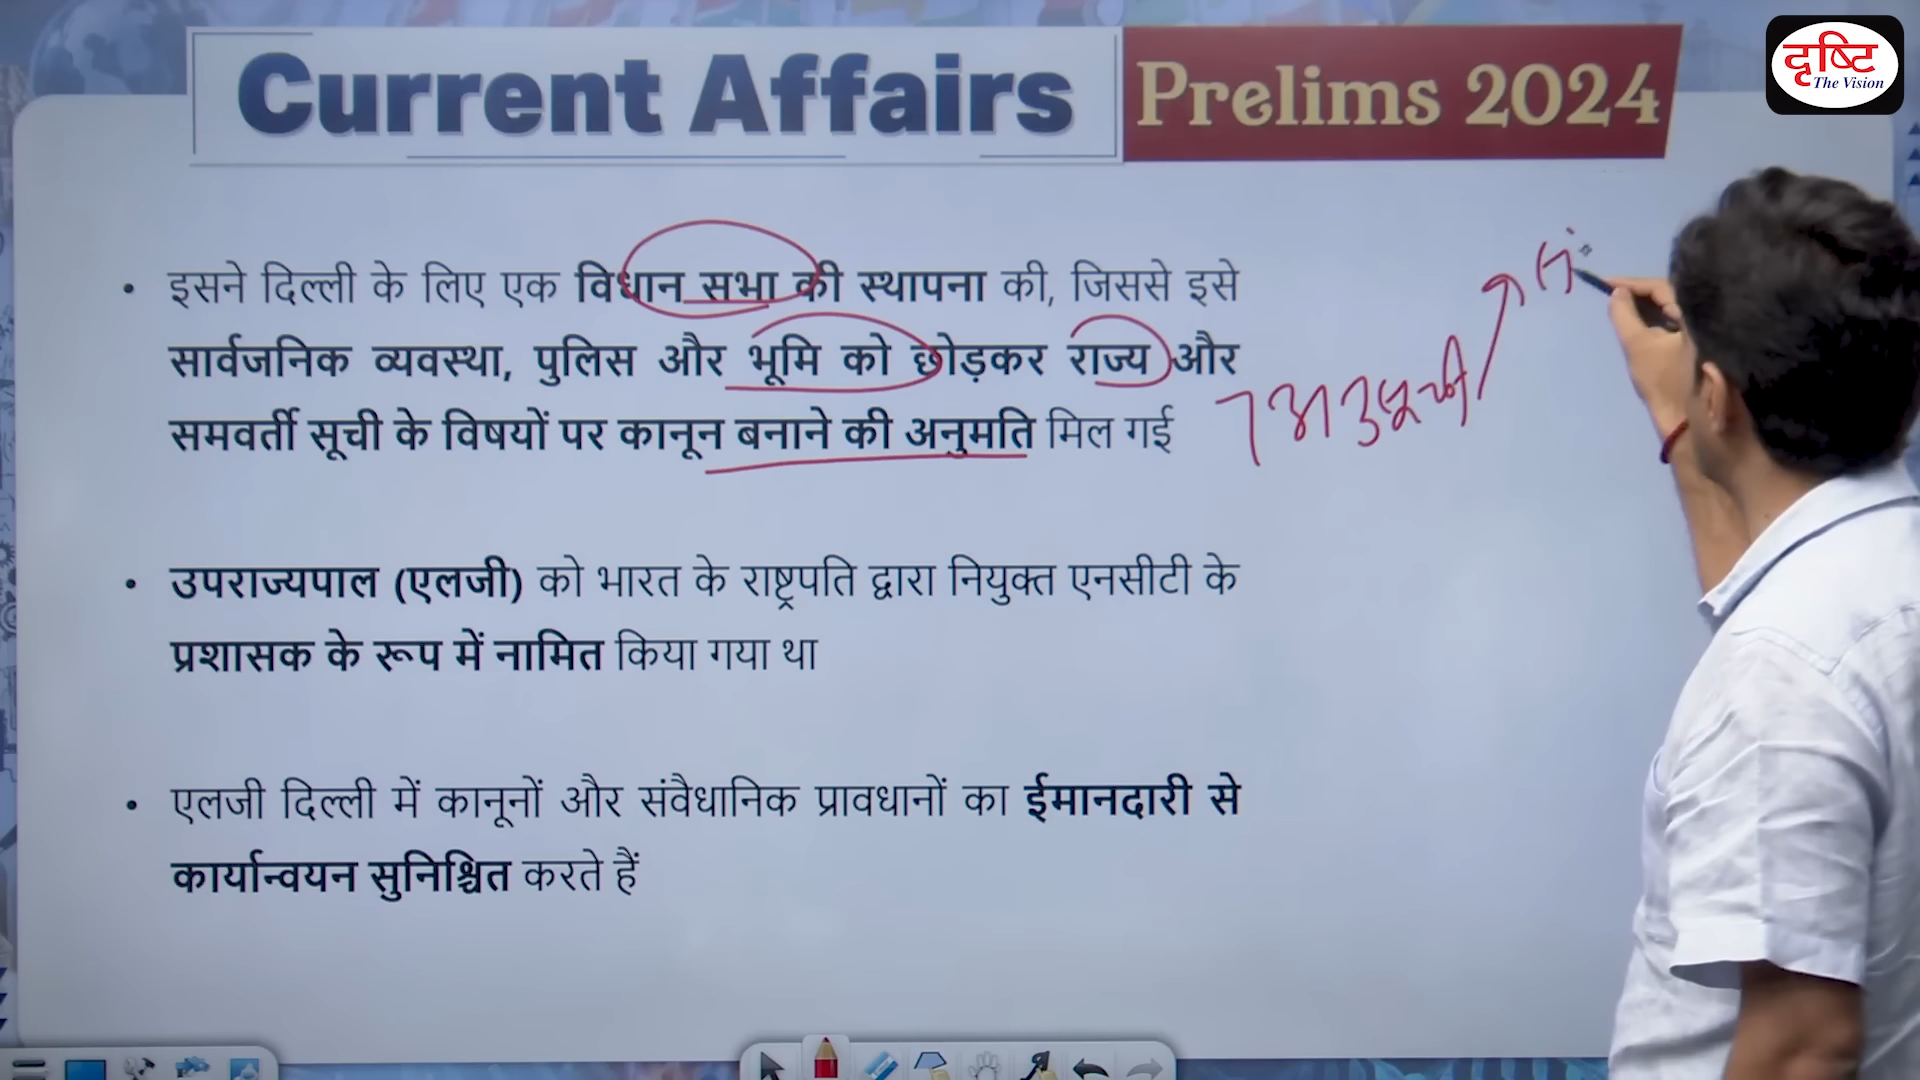 Current Affairs Prelims 2024
दृष्टि
The Vision
• इसने दिल्ली के लिए एक विधान सभा की स्थापना की, जिससे इसे
सार्वजनिक व्यवस्था, पुलिस और भूमि को छोड़कर राज्य और
समवर्ती सूची के विषयों पर कानून बनाने की अनुमति मिल गई
7 अनुसूची
• उपराज्यपाल (एलजी) को भारत के राष्ट्रपति द्वारा नियुक्त एनसीटी के
प्रशासक के रूप में नामित किया गया था
• एलजी दिल्ली में कानूनों और संवैधानिक प्रावधानों का ईमानदारी से
कार्यान्वयन सुनिश्चित करते हैं